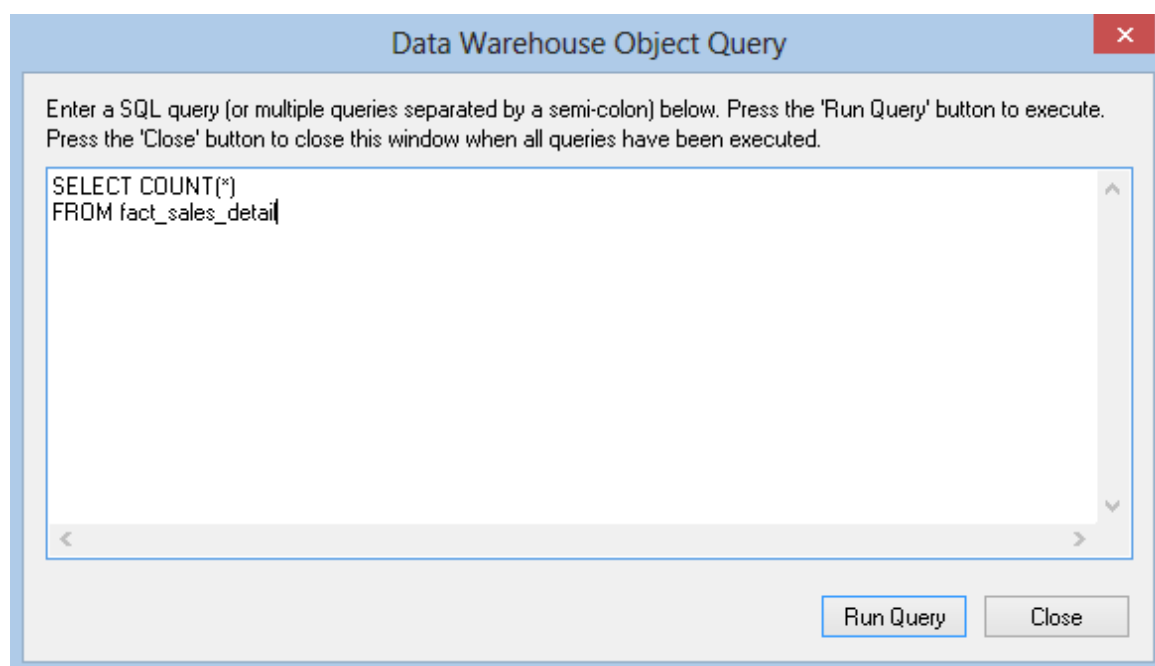 Data Warehouse Object Query
Enter a SQL query (or multiple queries separated by a semi-colon) below. Press the 'Run Query' button to execute.
Press the 'Close' button to close this window when all queries have been executed.
SELECT COUNT(*)
FROM fact_sales_detail
Run Query Close